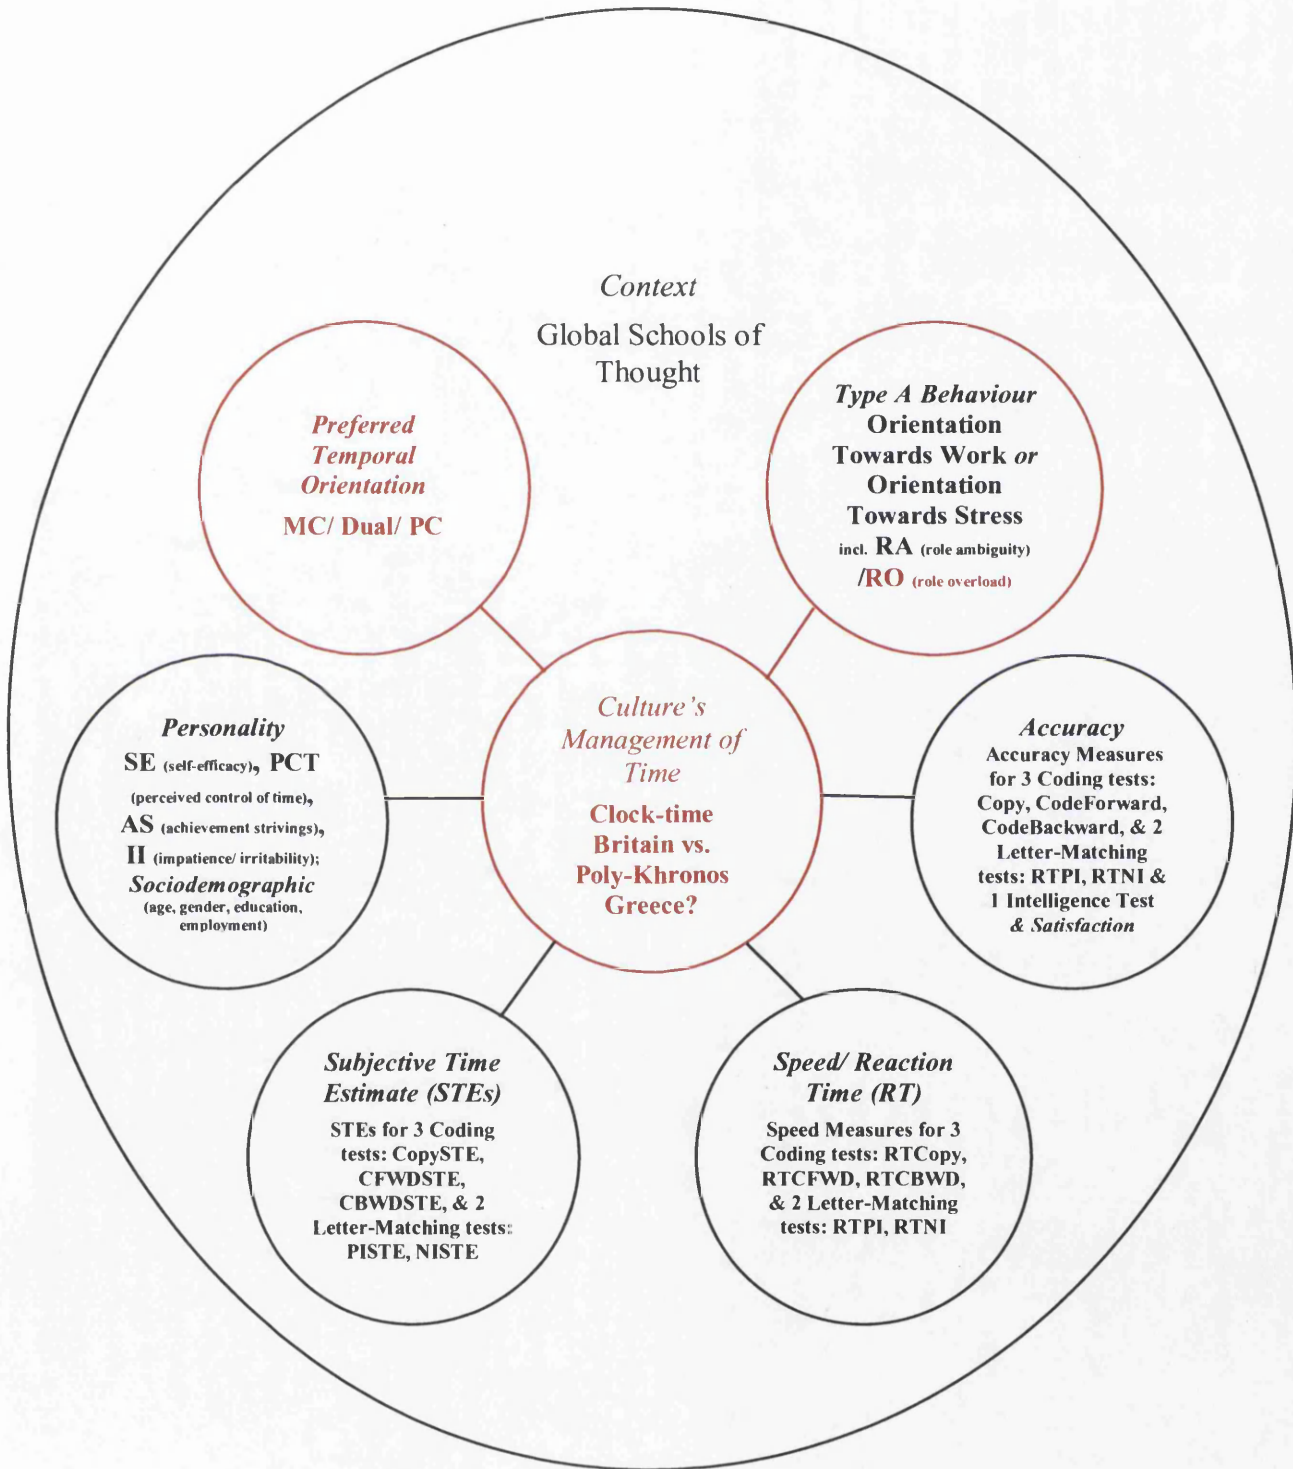 Context
Global Schools of
Thought
Preferred
Temporal
Orientation
MC/ Dual/ PC
Type A Behaviour
Orientation
Towards Work or
Orientation
Towards Stress
incl. RA (role ambiguity)
/RO (role overload)
Culture's
Management of
Time
Clock-time
Britain vs.
Poly-Khronos
Greece?
Personality
SE (self-efficacy), PCT
(perceived control of time),
AS (achievement strivings),
II (impatience/ irritability);
Sociodemographic
(age, gender, education,
employment)
Accuracy
Accuracy Measures
for 3 Coding tests:
Copy, CodeForward,
CodeBackward, & 2
Letter-Matching
tests: RTPI, RTNI &
1 Intelligence Test
& Satisfaction
Subjective Time
Estimate (STEs)
STEs for 3 Coding
tests: CopySTE,
CFWDSTE,
CBWDSTE, & 2
Letter-Matching tests:
PISTE, NISTE
Speed/ Reaction
Time (RT)
Speed Measures for 3
Coding tests: RTCopy,
RTCFWD, RTCBWD,
& 2 Letter-Matching
tests: RTPI, RTNI